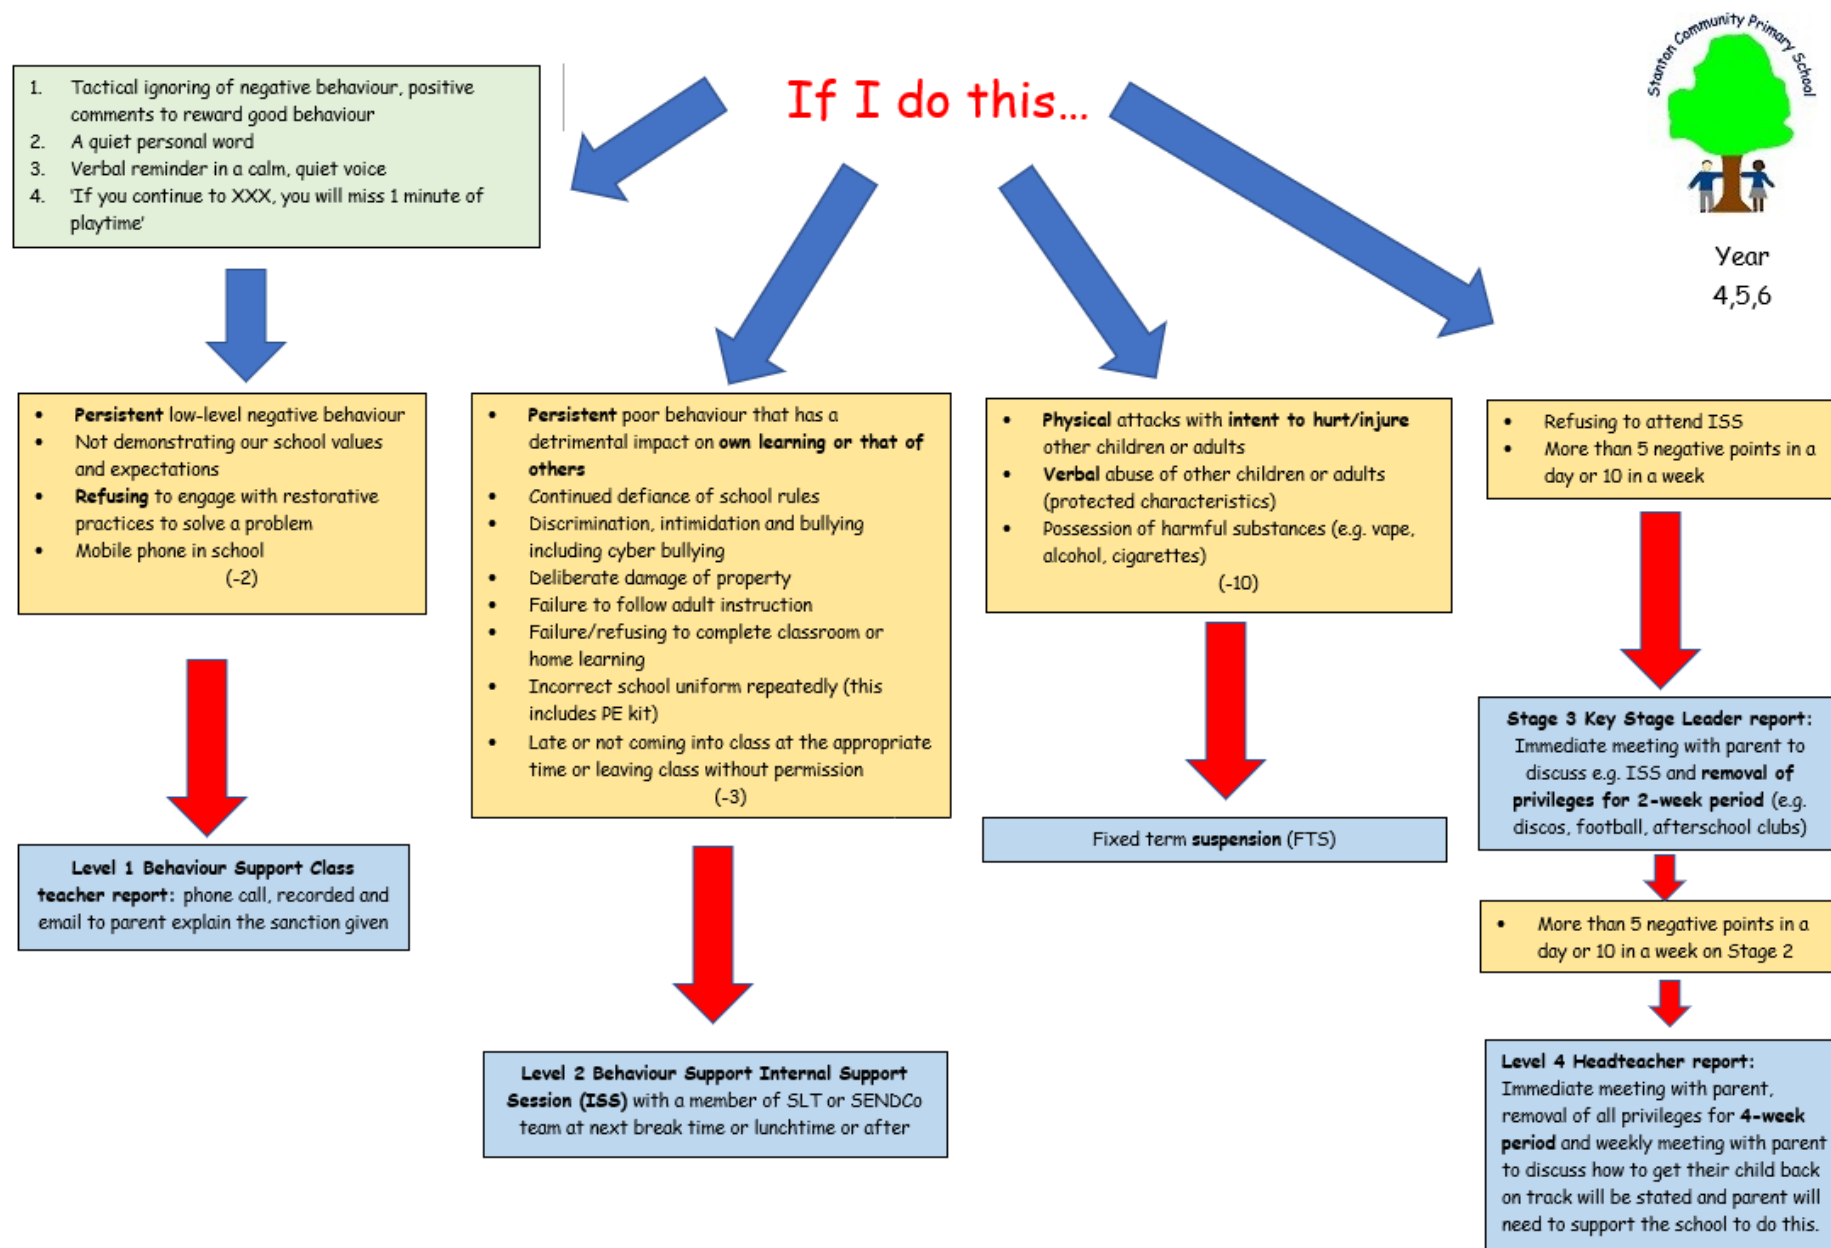 If I do this...
Stanton Community Primary School
Year
4,5,6
1. Tactical ignoring of negative behaviour, positive
comments to reward good behaviour
2. A quiet personal word
3. Verbal reminder in a calm, quiet voice
4. 'If you continue to XXX, you will miss 1 minute of
playtime'
• Persistent low-level negative behaviour
• Not demonstrating our school values
and expectations
• Refusing to engage with restorative
practices to solve a problem
• Mobile phone in school
(-2)
Level 1 Behaviour Support Class
teacher report: phone call, recorded and
email to parent explain the sanction given
• Persistent poor behaviour that has a
detrimental impact on own learning or that of
others
• Continued defiance of school rules
• Discrimination, intimidation and bullying
including cyber bullying
• Deliberate damage of property
• Failure to follow adult instruction
• Failure/refusing to complete classroom or
home learning
• Incorrect school uniform repeatedly (this
includes PE kit)
• Late or not coming into class at the appropriate
time or leaving class without permission
(-3)
Level 2 Behaviour Support Internal Support
Session (ISS) with a member of SLT or SENDCo
team at next break time or lunchtime or after
• Physical attacks with intent to hurt/injure
other children or adults
• Verbal abuse of other children or adults
(protected characteristics)
• Possession of harmful substances (e.g. vape,
alcohol, cigarettes)
(-10)
Fixed term suspension (FTS)
• Refusing to attend ISS
• More than 5 negative points in a
day or 10 in a week
Stage 3 Key Stage Leader report:
Immediate meeting with parent to
discuss e.g. ISS and removal of
privileges for 2-week period (e.g.
discos, football, afterschool clubs)
• More than 5 negative points in a
day or 10 in a week on Stage 2
Level 4 Headteacher report:
Immediate meeting with parent,
removal of all privileges for 4-week
period and weekly meeting with parent
to discuss how to get their child back
on track will be stated and parent will
need to support the school to do this.